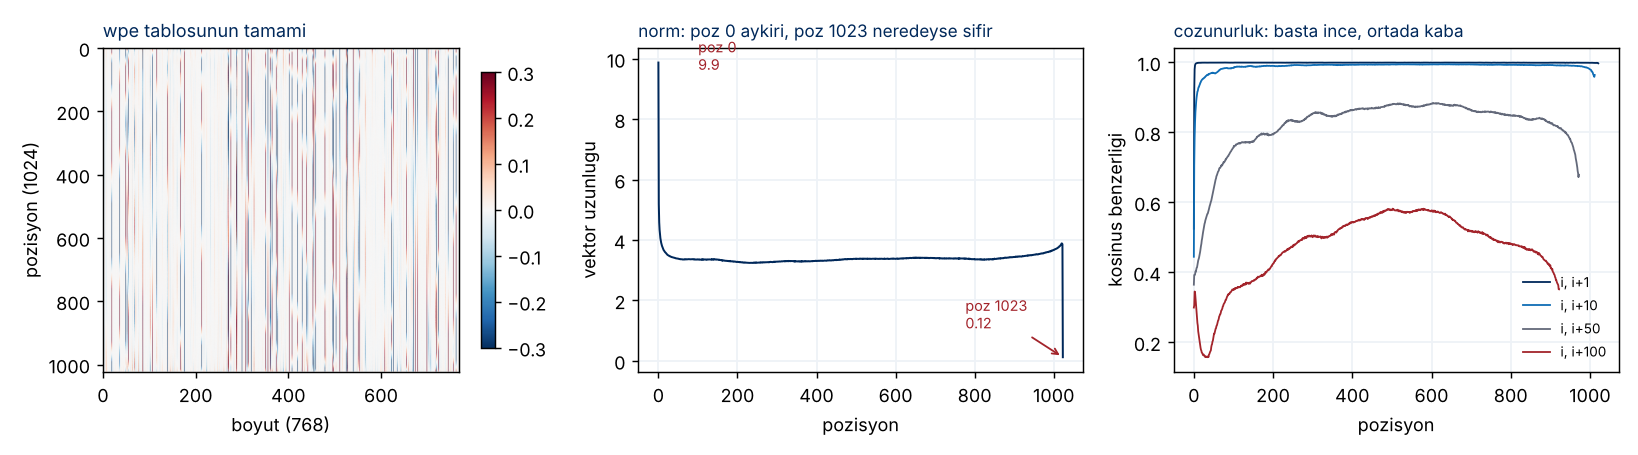 wpe tablosunun tamami
0
200
400
600
800
1000
pozisyon (1024)
0
200
400
600
boyut (768)
0.3
0.2
0.1
0.0
−0.1
−0.2
−0.3
norm: poz 0 aykiri, poz 1023 neredeyse sifir
poz 0
9.9
10
8
6
4
2
0
vektor uzunlugu
poz 1023
0.12
0
200
400
600
800
1000
pozisyon
cozunurluk: basta ince, ortada kaba
1.0
0.8
0.6
0.4
0.2
kosinus benzerligi
i, i+1
i, i+10
i, i+50
i, i+100
0
200
400
600
800
1000
pozisyon